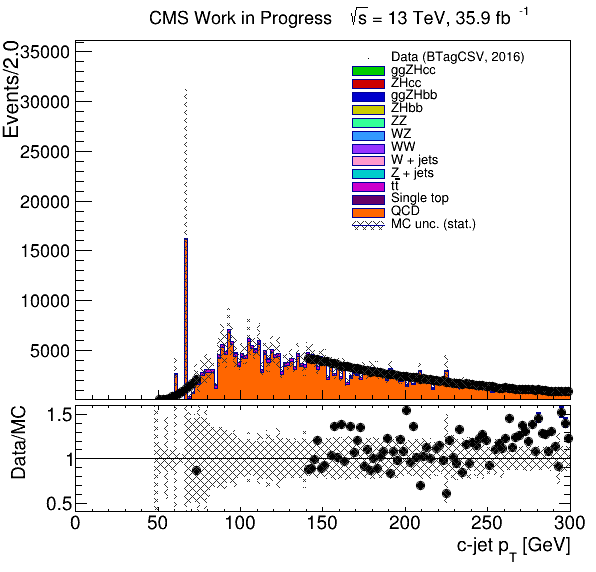 CMS Work in Progress √s = 13 TeV, 35.9 fb⁻¹
Events/2.0
35000
30000
25000
20000
15000
10000
5000
Data (BTagCSV, 2016)
ggZHcc
ZHcc
ggZHbb
ZHbb
ZZ
WZ
WW
W + jets
Z + jets
tt̅
Single top
QCD
MC unc. (stat.)
Data/MC
1.5
1
0.5
0 50 100 150 200 250 300
c-jet p_T [GeV]